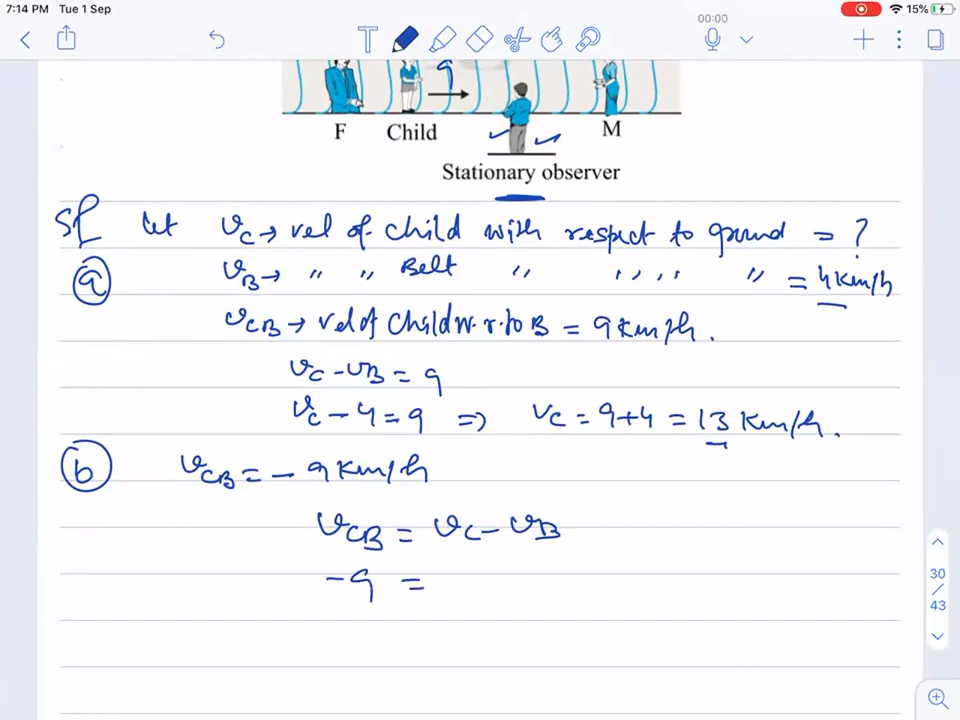 7:14 PM Tue 1 Sep
15%
00:00
9
F Child M
Stationary observer
Sol let vC → vel of child with respect to ground = ?
(a) vB → " " Belt " " " " = 4 km/h
vCB → vel of Child w.r.to B = 9 km/h.
vC - vB = 9
vC - 4 = 9 => vC = 9+4 = 13 km/h.
(b) vCB = - 9 km/h
vCB = vC - vB
-9 =
30
/
43